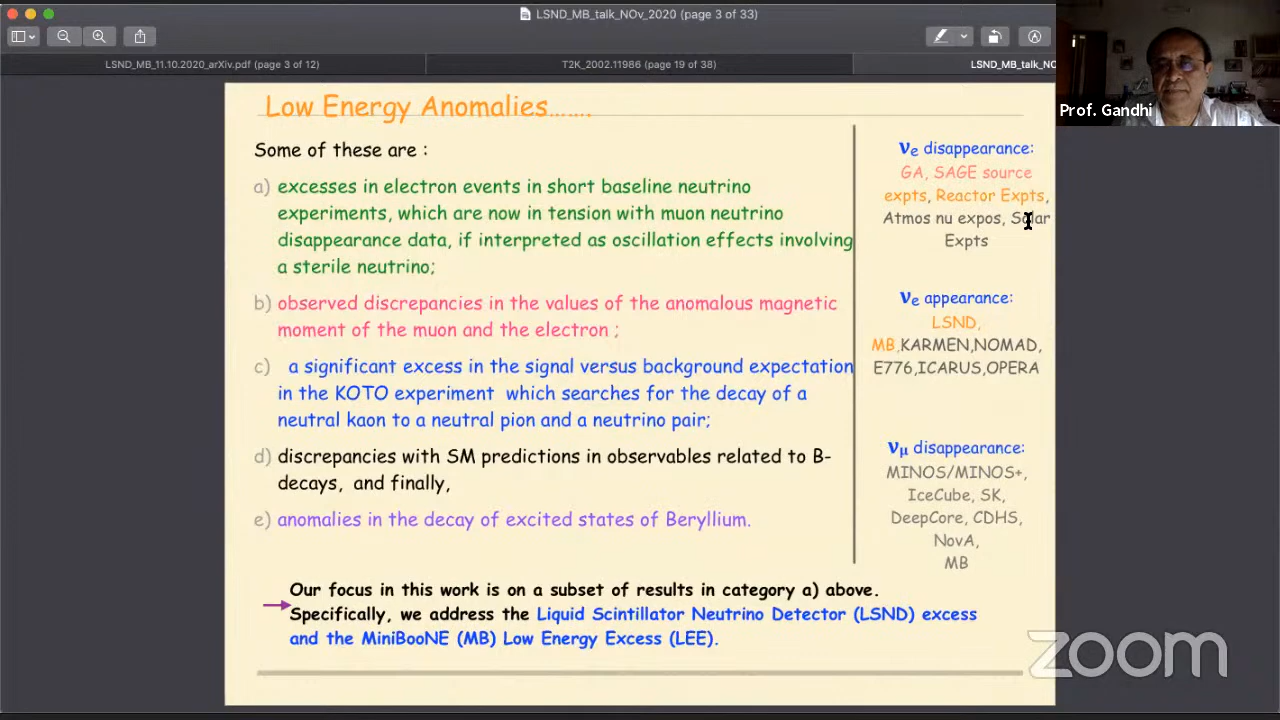 LSND_MB_talk_NOv_2020 (page 3 of 33)
LSND_MB_11.10.2020_arXiv.pdf (page 3 of 12)
T2K_2002.11986 (page 19 of 38)
LSND_MB_talk_NO
Prof. Gandhi
Low Energy Anomalies.......
Some of these are :
a) excesses in electron events in short baseline neutrino
experiments, which are now in tension with muon neutrino
disappearance data, if interpreted as oscillation effects involving
a sterile neutrino;
b) observed discrepancies in the values of the anomalous magnetic
moment of the muon and the electron ;
c) a significant excess in the signal versus background expectation
in the KOTO experiment which searches for the decay of a
neutral kaon to a neutral pion and a neutrino pair;
d) discrepancies with SM predictions in observables related to B-
decays, and finally,
e) anomalies in the decay of excited states of Beryllium.
νe disappearance:
GA, SAGE source
expts, Reactor Expts,
Atmos nu expos, Solar
Expts
νe appearance:
LSND,
MB,KARMEN,NOMAD,
E776,ICARUS,OPERA
νμ disappearance:
MINOS/MINOS+,
IceCube, SK,
DeepCore, CDHS,
NovA,
MB
Our focus in this work is on a subset of results in category a) above.
Specifically, we address the Liquid Scintillator Neutrino Detector (LSND) excess
and the MiniBooNE (MB) Low Energy Excess (LEE).
zoom